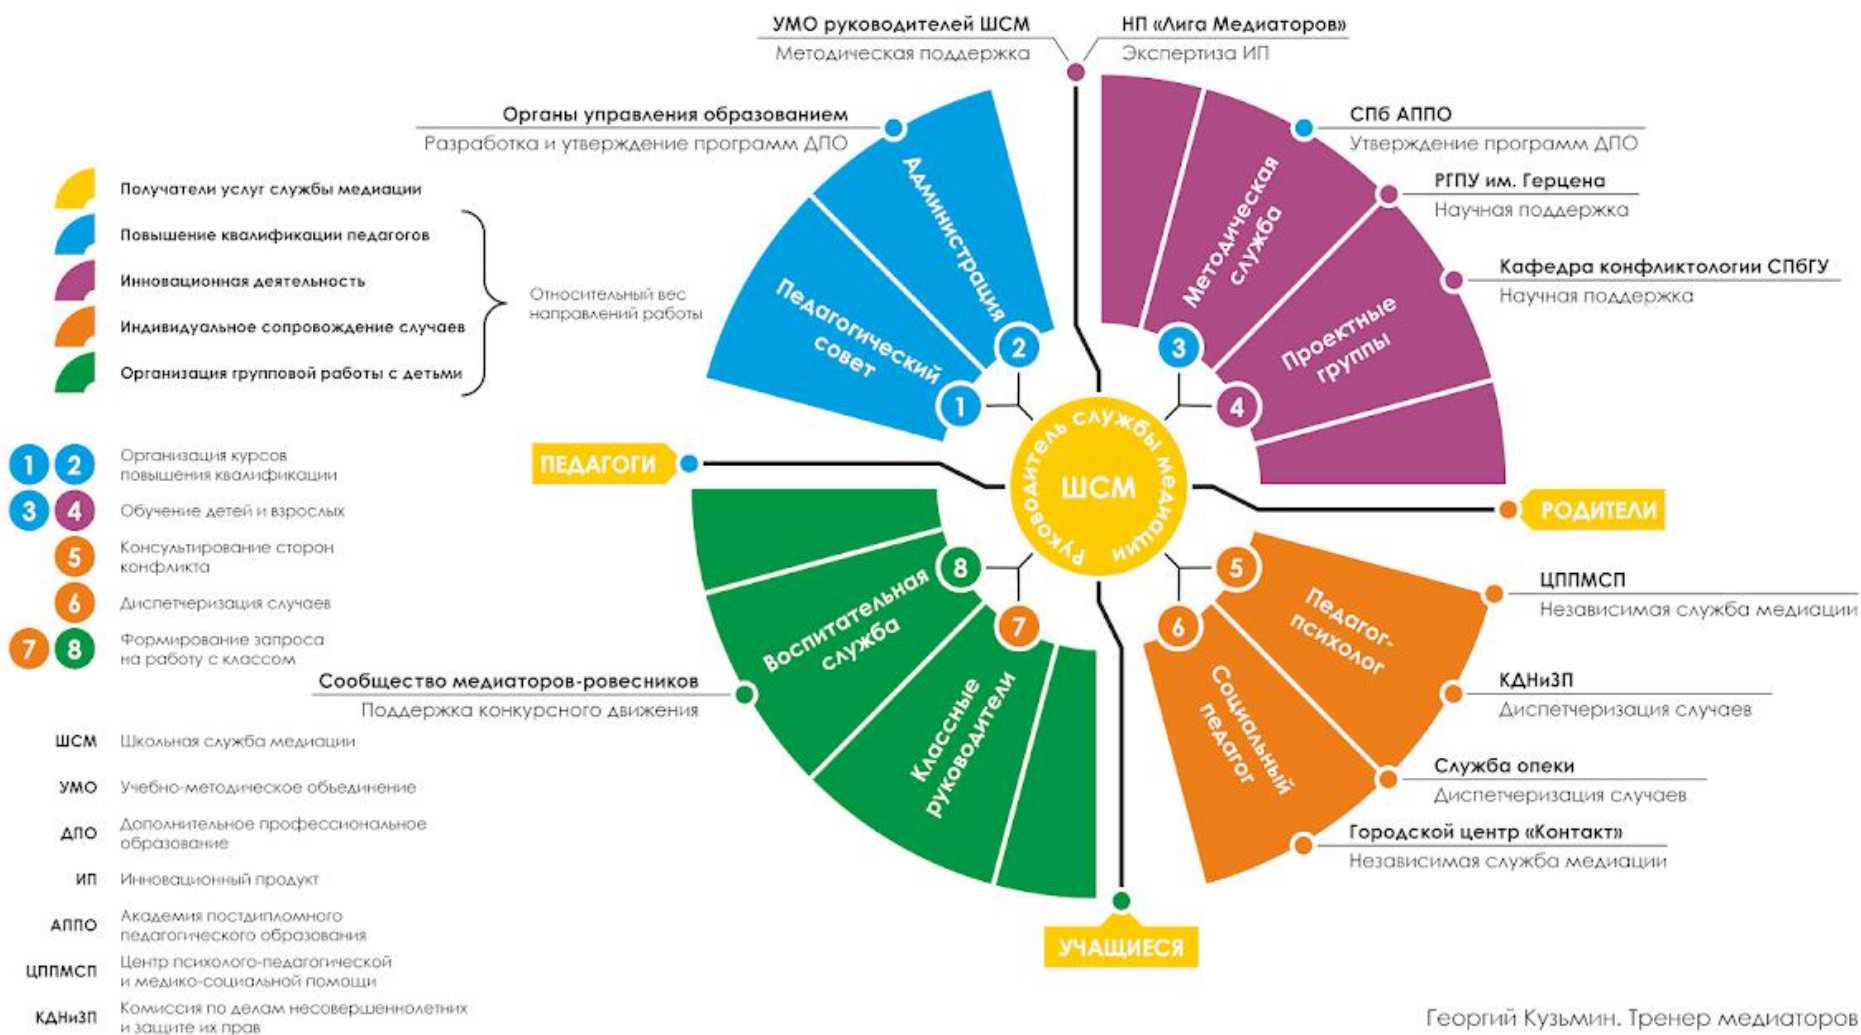 УМО руководителей ШСМ
Методическая поддержка
НП «Лига Медиаторов»
Экспертиза ИП
Органы управления образованием
Разработка и утверждение программ ДПО
СПб АППО
Утверждение программ ДПО
РГПУ им. Герцена
Научная поддержка
Кафедра конфликтологии СПбГУ
Научная поддержка
Получатели услуг службы медиации
Повышение квалификации педагогов
Инновационная деятельность
Индивидуальное сопровождение случаев
Организация групповой работы с детьми
Относительный вес
направлений работы
Администрация
2
Педагогический
совет
1
Методическая
служба
3
Проектные
группы
4
Руководитель службы медиации
ШСМ
ПЕДАГОГИ
РОДИТЕЛИ
1 2
Организация курсов
повышения квалификации
3 4
Обучение детей и взрослых
5
Консультирование сторон
конфликта
6
Диспетчеризация случаев
7 8
Формирование запроса
на работу с классом
8
Воспитательная
служба
7
Классные
руководители
5
Педагог-
психолог
6
Социальный
педагог
ЦППМСП
Независимая служба медиации
КДНиЗП
Диспетчеризация случаев
Служба опеки
Диспетчеризация случаев
Городской центр «Контакт»
Независимая служба медиации
Сообщество медиаторов-ровесников
Поддержка конкурсного движения
УЧАЩИЕСЯ
ШСМ Школьная служба медиации
УМО Учебно-методическое объединение
ДПО Дополнительное профессиональное
образование
ИП Инновационный продукт
АППО Академия постдипломного
педагогического образования
ЦППМСП Центр психолого-педагогической
и медико-социальной помощи
КДНиЗП Комиссия по делам несовершеннолетних
и защите их прав
Георгий Кузьмин. Тренер медиаторов